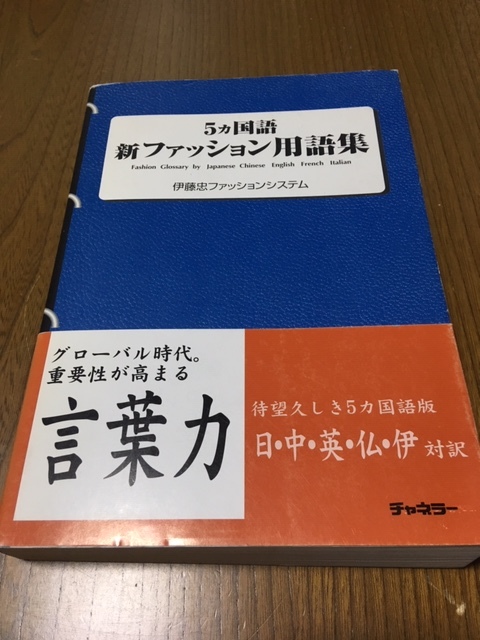 5カ国語
新ファッション用語集
Fashion Glossary by Japanese Chinese English French Italian
伊藤忠ファッションシステム
グローバル時代。
重要性が高まる
言葉力
待望久しき5カ国語版
日・中・英・仏・伊 対訳
チャネラー